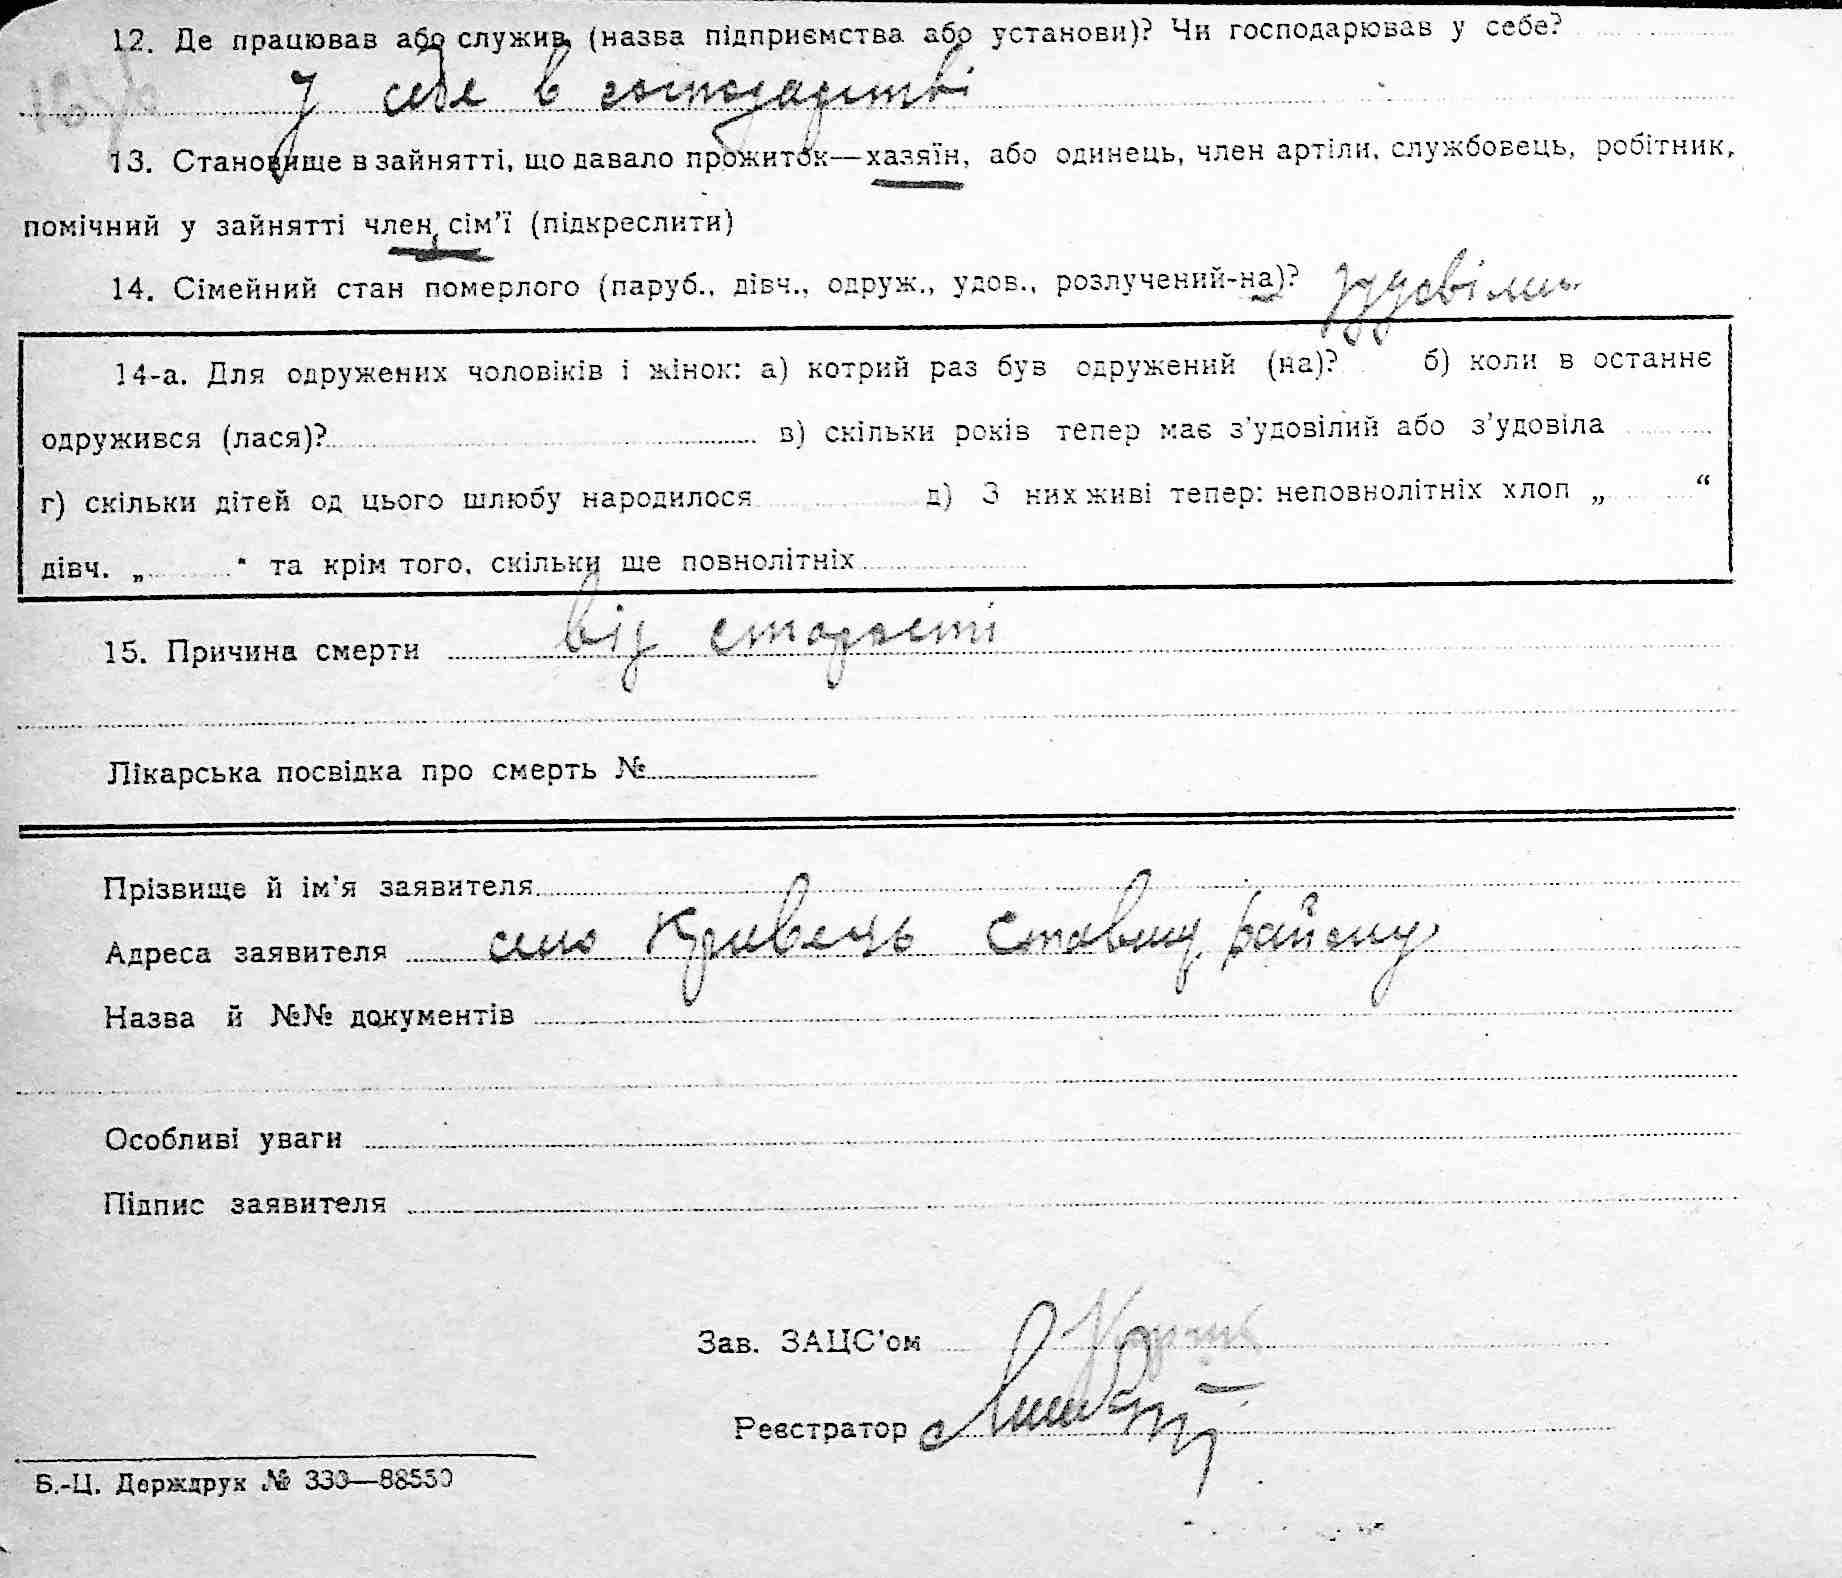 12. Де працював або служив (назва підприємства або установи)? Чи господарював у себе?
У себе в господарстві
13. Становище в зайнятті, що давало прожиток—хазяїн, або одинець, член артіли, службовець, робітник,
помічний у зайнятті член сім'ї (підкреслити)
14. Сімейний стан померлого (паруб., дівч., одруж., удов., розлучений-на)?
14-а. Для одружених чоловіків і жінок: а) котрий раз був одружений (на)? б) коли в останнє
одружився (лася)? в) скільки років тепер має з'удовілий або з'удовіла
г) скільки дітей од цього шлюбу народилося д) З них живі тепер: неповнолітніх хлоп „ “
дівч. „ “ та крім того, скільки ще повнолітніх
15. Причина смерти від старости
Лікарська посвідка про смерть №
Прізвище й ім'я заявителя
Адреса заявителя село Кривець Ставищ. району
Назва й №№ документів
Особливі уваги
Підпис заявителя
Зав. ЗАЦС'ом
Реєстратор
Б.-Ц. Держдрук № 330—88550